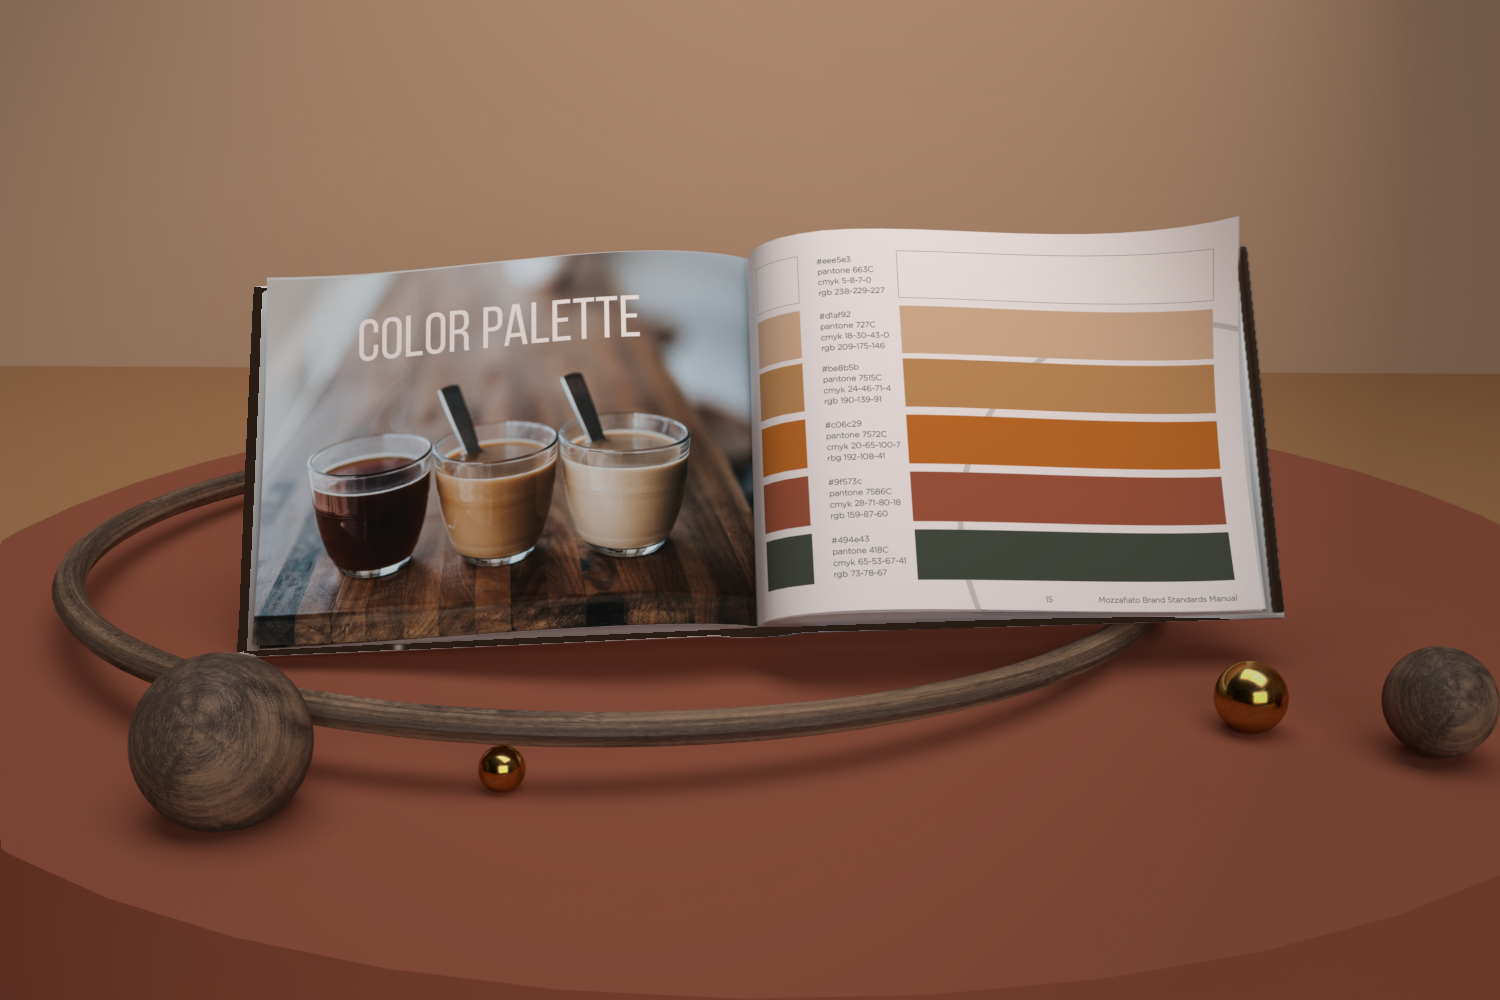 COLOR PALETTE
#eee5e3
pantone 663C
cmyk 5-8-7-0
rgb 238-229-227
#d1af92
pantone 727C
cmyk 18-30-43-0
rgb 209-175-146
#be8b5b
pantone 7515C
cmyk 24-46-71-4
rgb 190-139-91
#c06c29
pantone 7572C
cmyk 20-65-100-7
rbg 192-108-41
#9f573c
pantone 7586C
cmyk 28-71-80-18
rgb 159-87-60
#494e43
pantone 418C
cmyk 65-53-67-41
rgb 73-78-67
15 Mozzafiato Brand Standards Manual